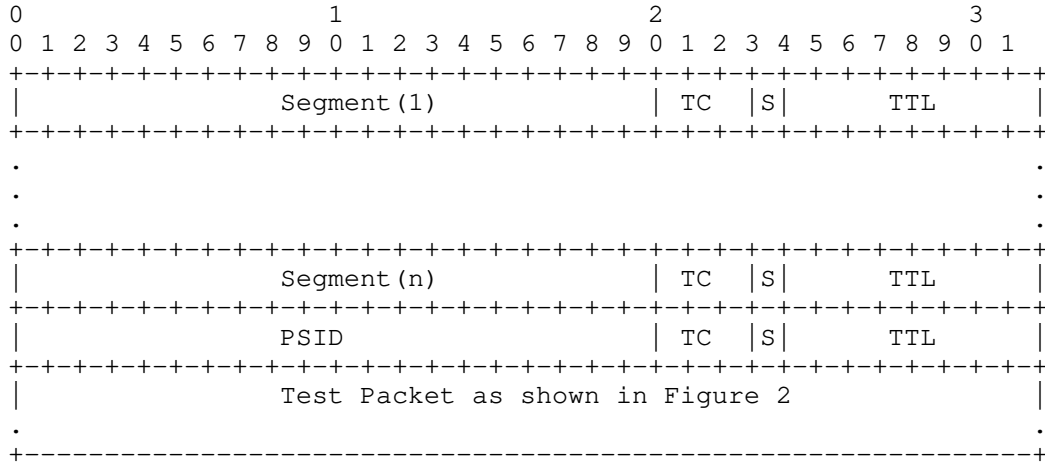 0                   1                   2                   3
0 1 2 3 4 5 6 7 8 9 0 1 2 3 4 5 6 7 8 9 0 1 2 3 4 5 6 7 8 9 0 1
+-+-+-+-+-+-+-+-+-+-+-+-+-+-+-+-+-+-+-+-+-+-+-+-+-+-+-+-+-+-+-+-+
|                Segment(1)             | TC  |S|      TTL      |
+-+-+-+-+-+-+-+-+-+-+-+-+-+-+-+-+-+-+-+-+-+-+-+-+-+-+-+-+-+-+-+-+
.                                                               .
.                                                               .
.                                                               .
+-+-+-+-+-+-+-+-+-+-+-+-+-+-+-+-+-+-+-+-+-+-+-+-+-+-+-+-+-+-+-+-+
|                Segment(n)             | TC  |S|      TTL      |
+-+-+-+-+-+-+-+-+-+-+-+-+-+-+-+-+-+-+-+-+-+-+-+-+-+-+-+-+-+-+-+-+
|                PSID                   | TC  |S|      TTL      |
+-+-+-+-+-+-+-+-+-+-+-+-+-+-+-+-+-+-+-+-+-+-+-+-+-+-+-+-+-+-+-+-+
|                Test Packet as shown in Figure 2               |
.                                                               .
+---------------------------------------------------------------+